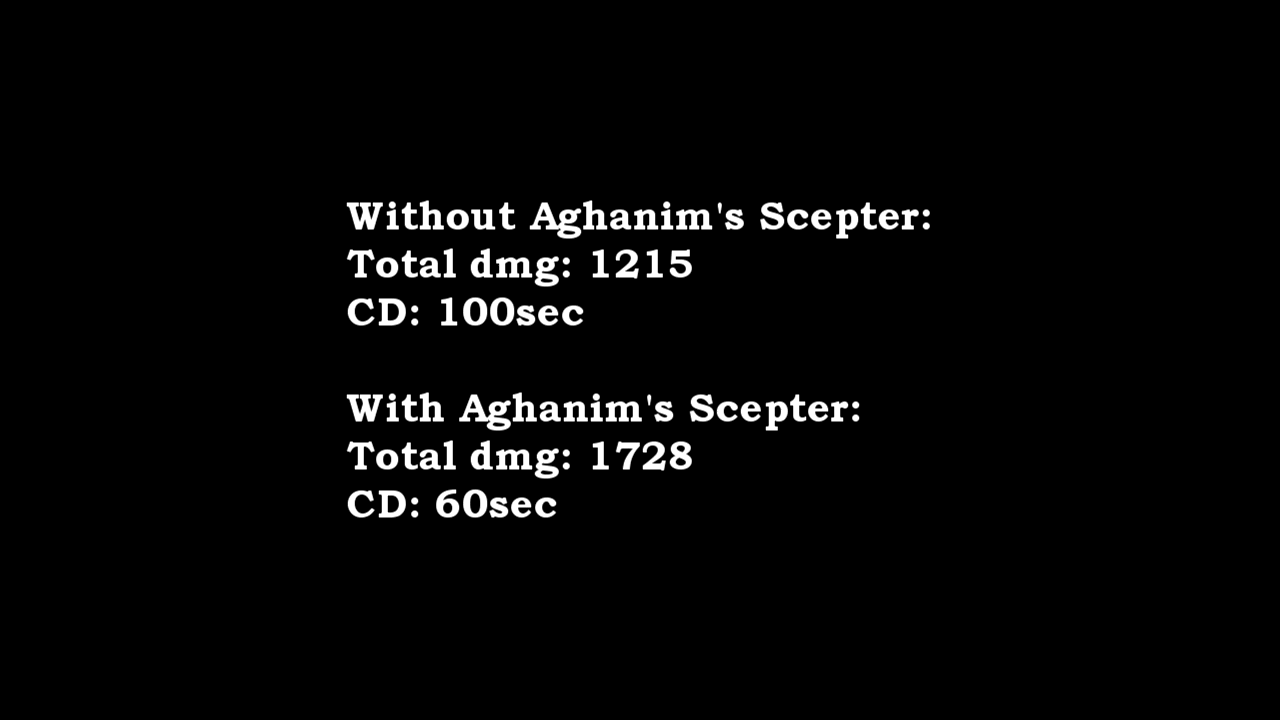 Without Aghanim's Scepter:
Total dmg: 1215
CD: 100sec
With Aghanim's Scepter:
Total dmg: 1728
CD: 60sec